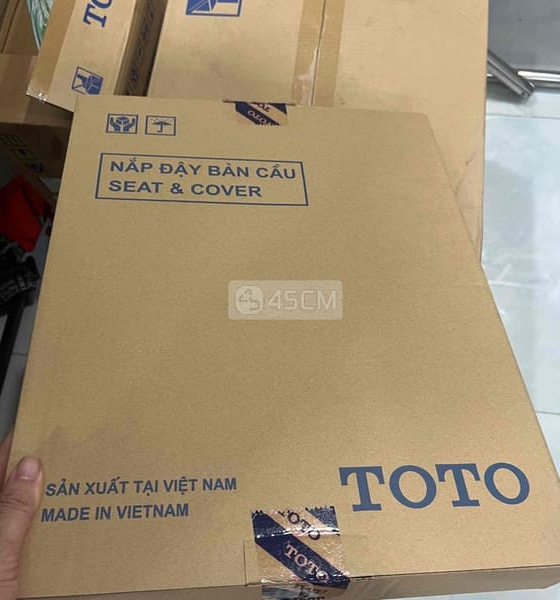 TO
TOTO
NẮP ĐẬY BÀN CẦU
SEAT & COVER
45CM
SẢN XUẤT TẠI VIỆT NAM
MADE IN VIETNAM
TOTO
TOTO
TOTO